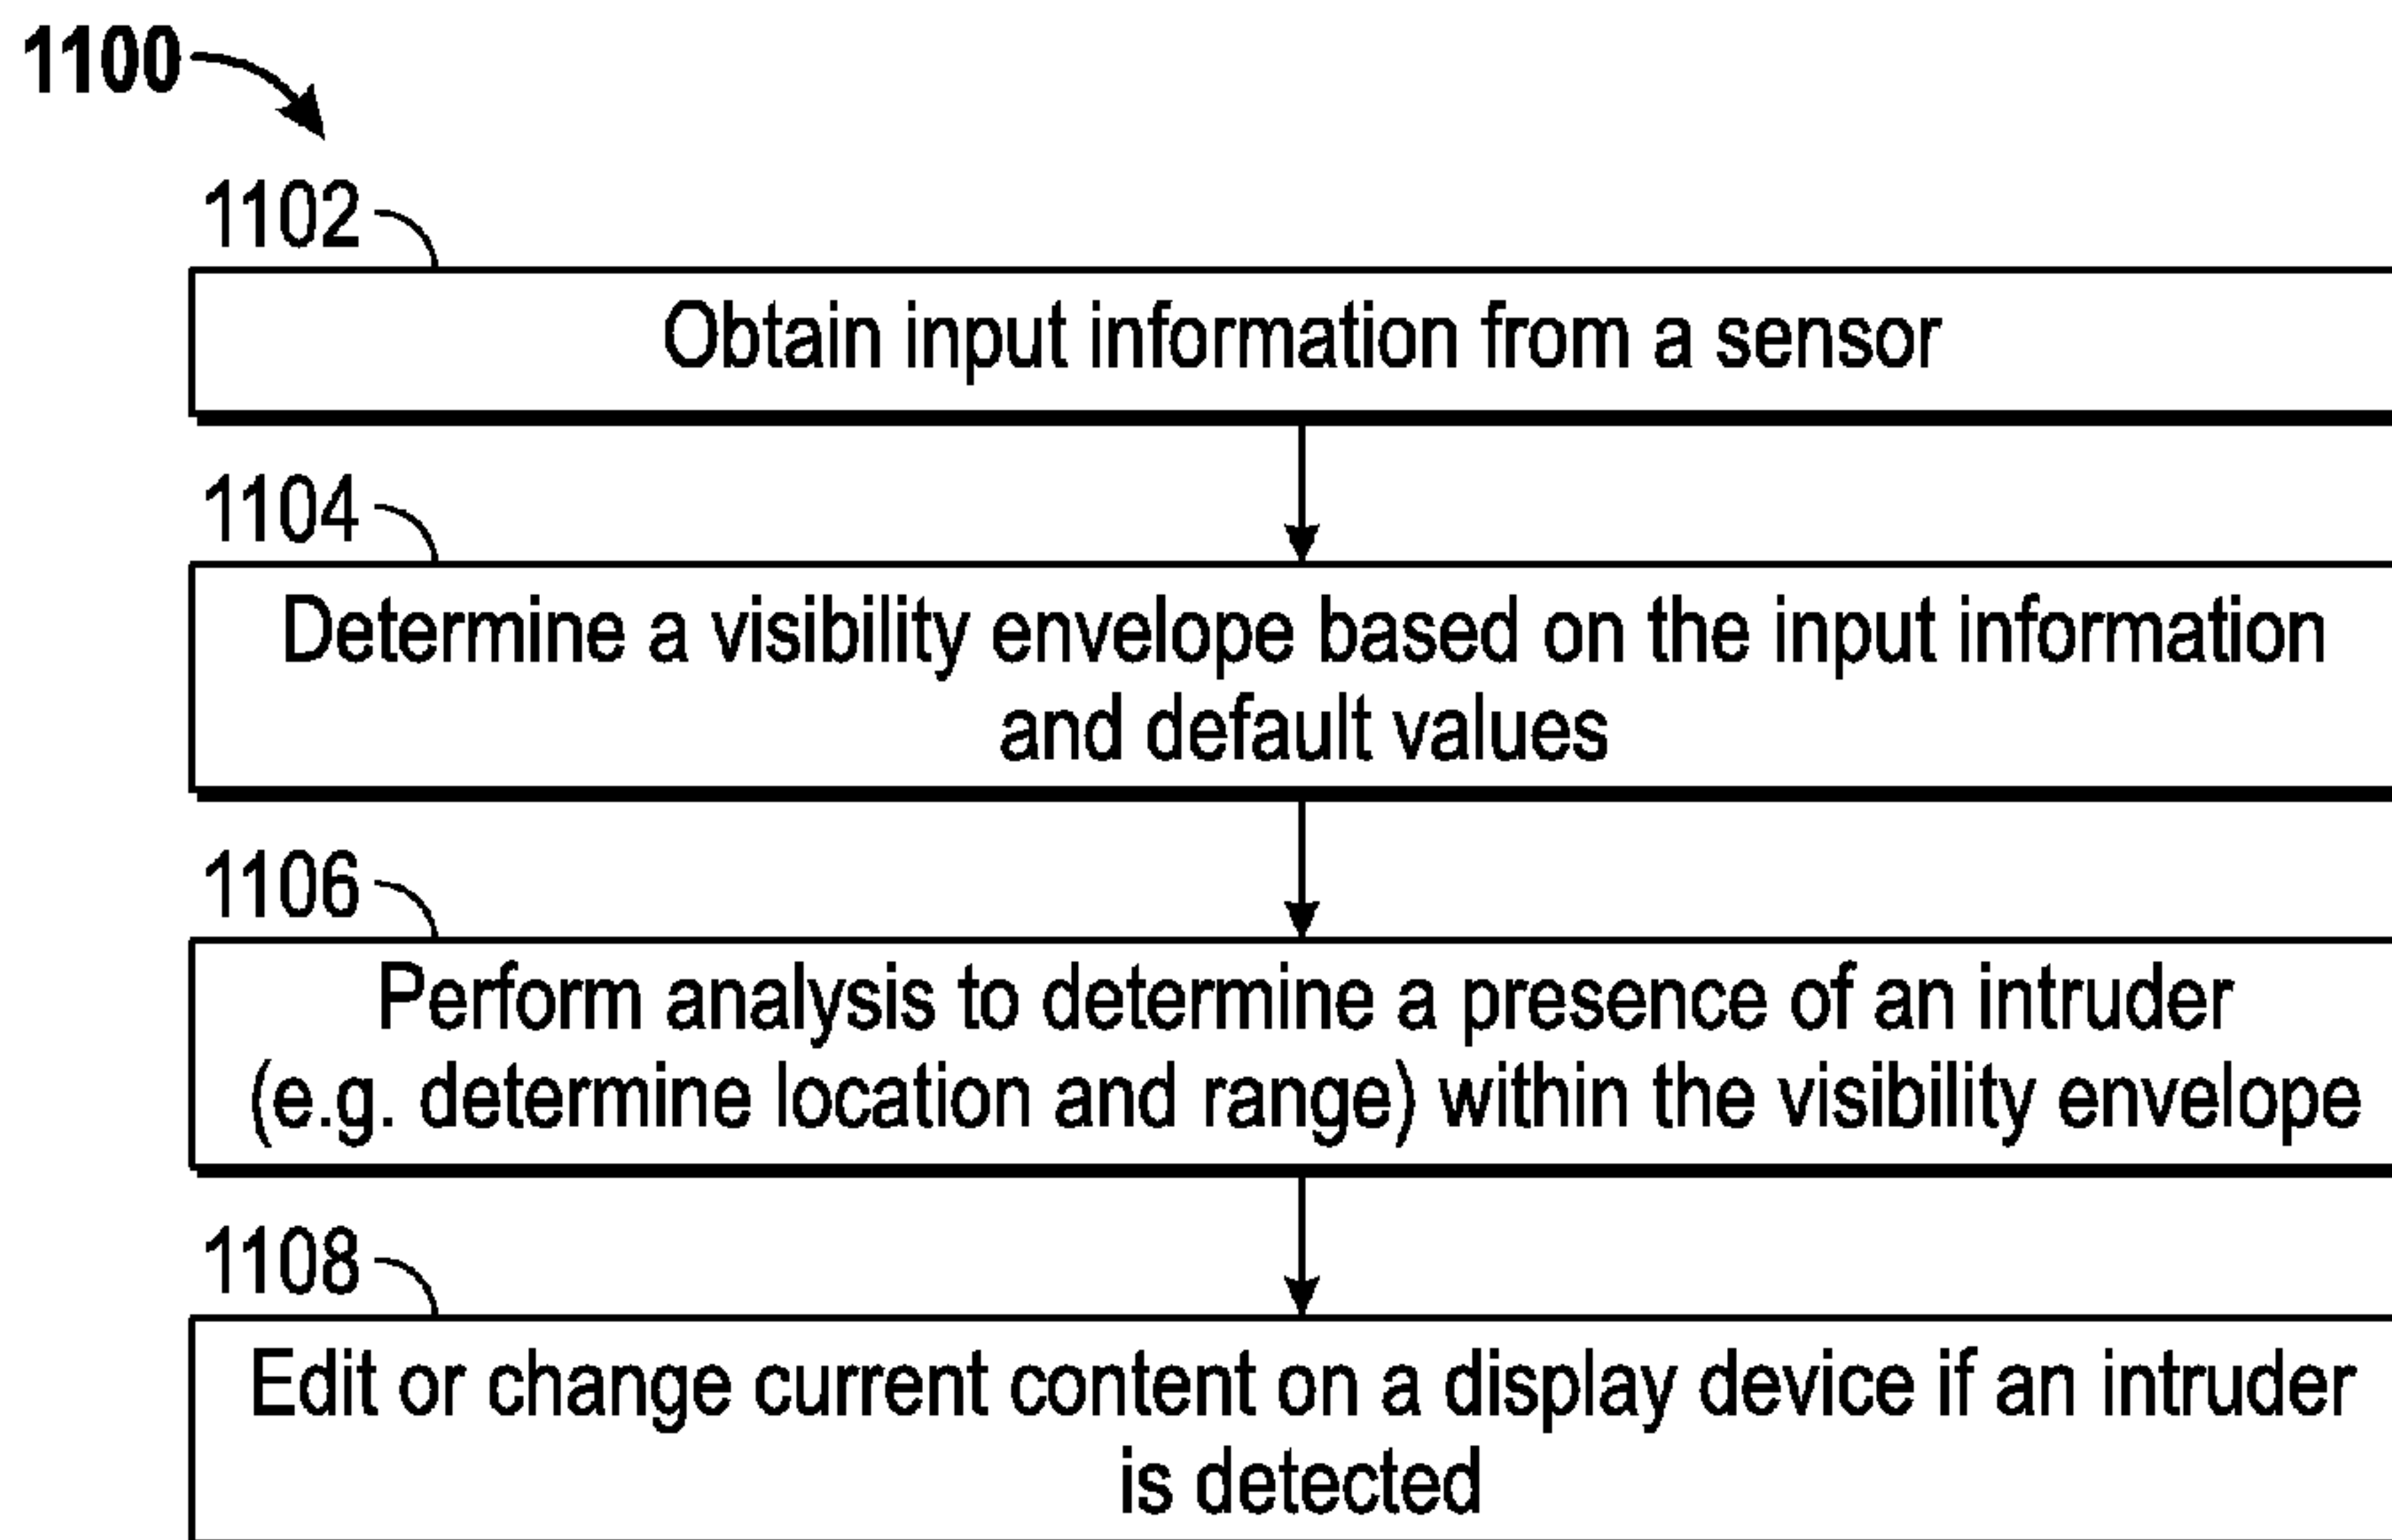 1100
1102
Obtain input information from a sensor
1104
Determine a visibility envelope based on the input information
and default values
1106
Perform analysis to determine a presence of an intruder
(e.g. determine location and range) within the visibility envelope
1108
Edit or change current content on a display device if an intruder
is detected